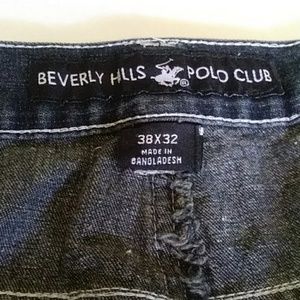 BEVERLY HILLS POLO CLUB
®
38X32
MADE IN
BANGLADESH